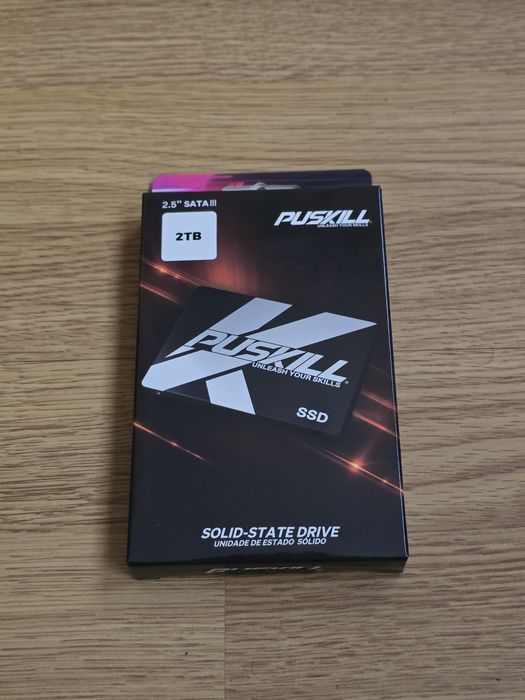 2.5" SATA III
2TB
PUSKILL
UNLEASH YOUR SKILLS
PUSKILL
UNLEASH YOUR SKILLS
SSD
SOLID-STATE DRIVE
UNIDADE DE ESTADO SÓLIDO
PUSKILL